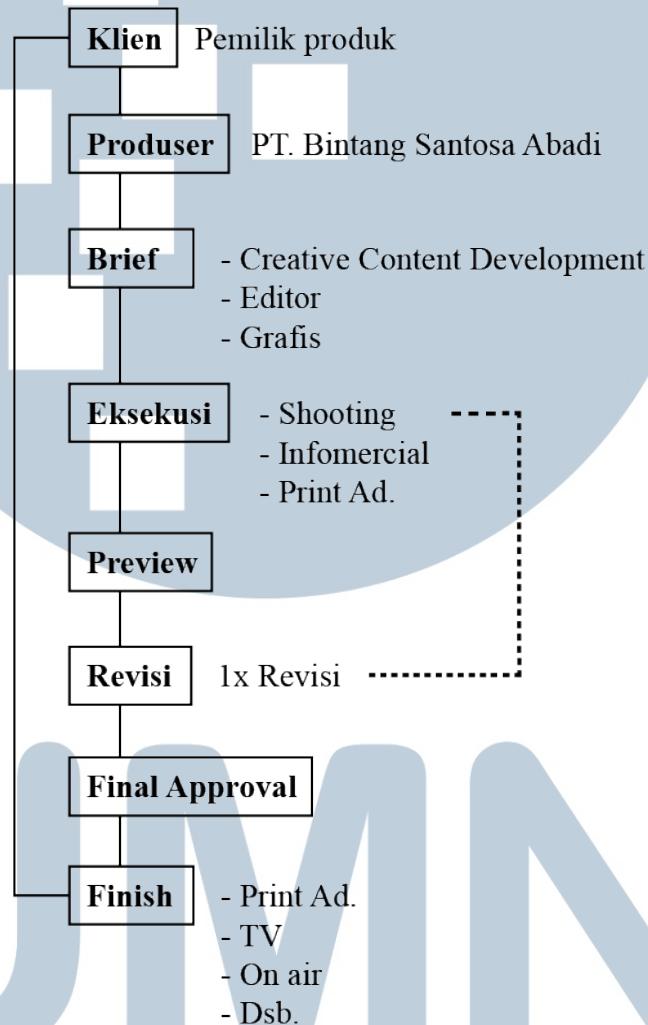 Klien Pemilik produk
Produser PT. Bintang Santosa Abadi
Brief - Creative Content Development
- Editor
- Grafis
Eksekusi - Shooting
- Infomercial
- Print Ad.
Preview
Revisi 1x Revisi
Final Approval
Finish - Print Ad.
- TV
- On air
- Dsb.
UMN